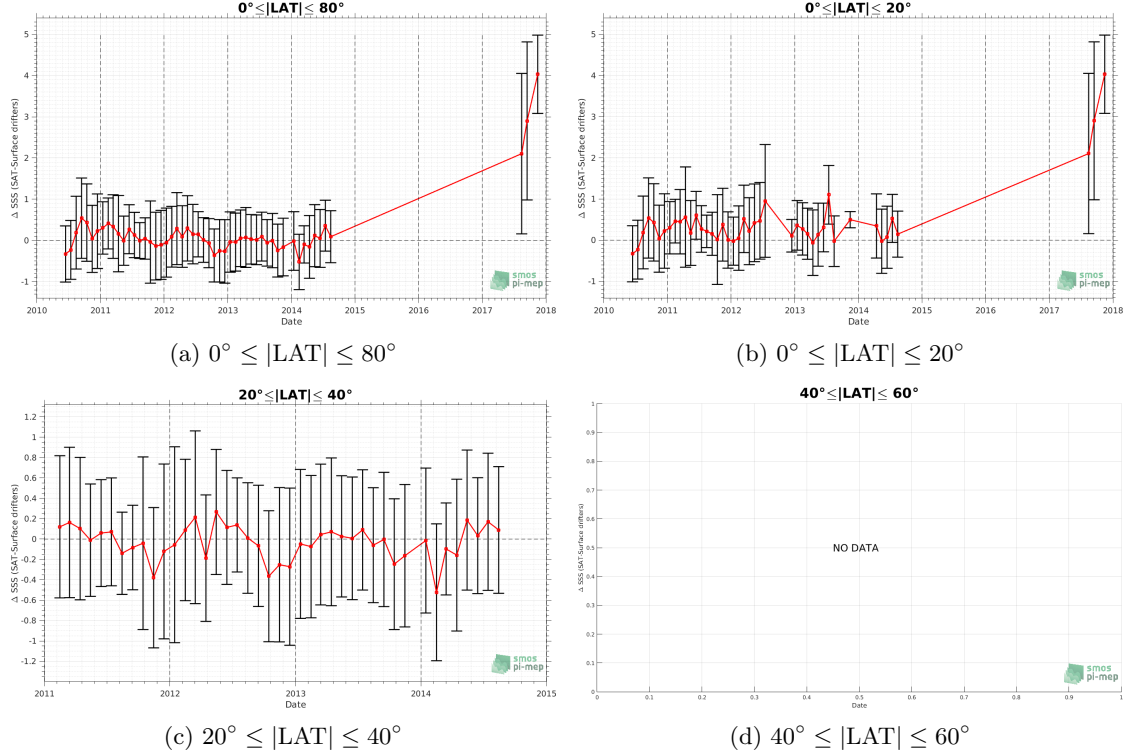 0°≤|LAT|≤ 80°
Δ SSS (SAT-Surface drifters)
5
4
3
2
1
0
-1
2010 2011 2012 2013 2014 2015 2016 2017 2018
Date
smos
pi-mep
(a) 0° ≤ |LAT| ≤ 80°
0°≤|LAT|≤ 20°
Δ SSS (SAT-Surface drifters)
5
4
3
2
1
0
-1
2010 2011 2012 2013 2014 2015 2016 2017 2018
Date
smos
pi-mep
(b) 0° ≤ |LAT| ≤ 20°
20°≤|LAT|≤ 40°
Δ SSS (SAT-Surface drifters)
1.2
1
0.8
0.6
0.4
0.2
0
-0.2
-0.4
-0.6
-0.8
-1
-1.2
2011 2012 2013 2014 2015
Date
smos
pi-mep
(c) 20° ≤ |LAT| ≤ 40°
40°≤|LAT|≤ 60°
Δ SSS (SAT-Surface drifters)
1
0.9
0.8
0.7
0.6
0.5
0.4
0.3
0.2
0.1
0
NO DATA
0 0.1 0.2 0.3 0.4 0.5 0.6 0.7 0.8 0.9 1
Date
smos
pi-mep
(d) 40° ≤ |LAT| ≤ 60°